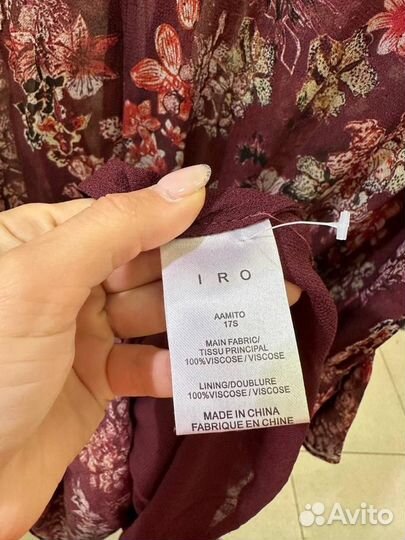 IRO
AAMITO
17S
MAIN FABRIC/
TISSU PRINCIPAL
100%VISCOSE / VISCOSE
LINING/DOUBLURE
100%VISCOSE / VISCOSE
MADE IN CHINA
FABRIQUE EN CHINE
Avito